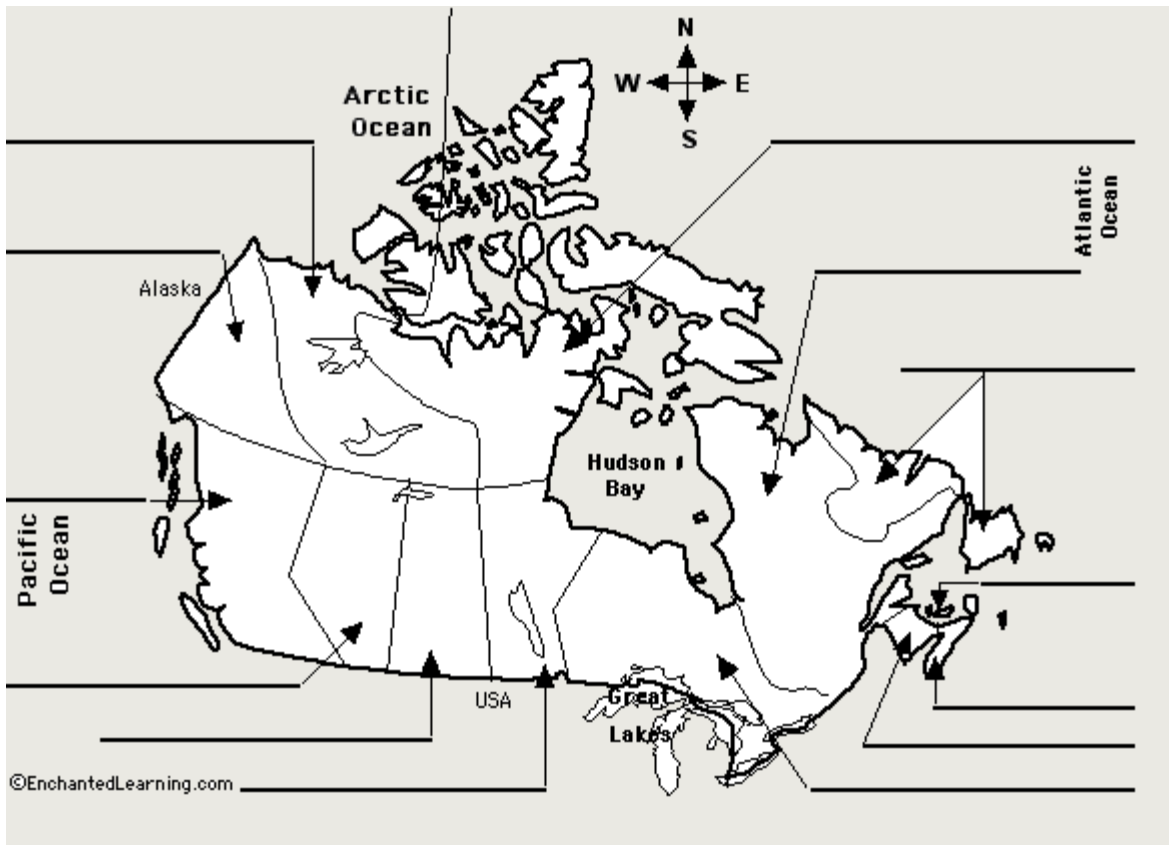 N
W E
S
Arctic
Ocean
Atlantic
Ocean
Alaska
Hudson
Bay
Pacific
Ocean
USA
Great
Lakes
©EnchantedLearning.com